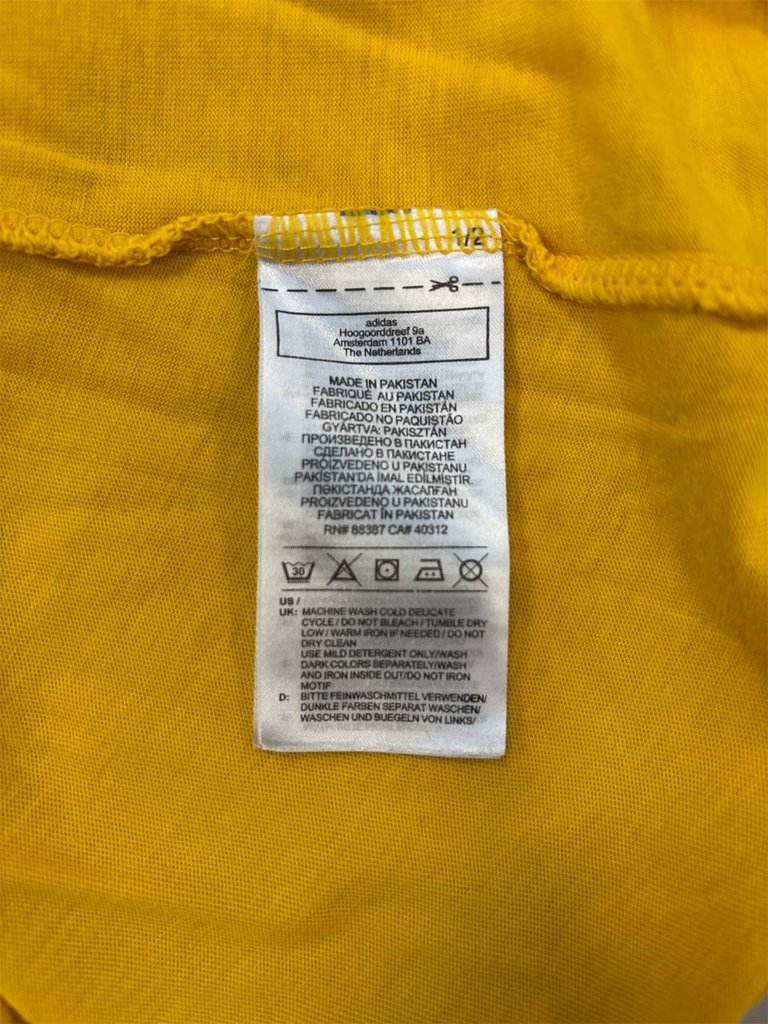 1/2
adidas
Hoogoorddreef 9a
Amsterdam 1101 BA
The Netherlands
MADE IN PAKISTAN
FABRIQUÉ AU PAKISTAN
FABRICADO EN PAKISTÁN
FABRICADO NO PAQUISTÃO
GYÁRTVA: PAKISZTÁN
ПРОИЗВЕДЕНО В ПАКИСТАН
СДЕЛАНО В ПАКИСТАНЕ
PROIZVEDENO U PAKISTANU
PAKİSTAN'DA İMAL EDİLMİŞTİR.
ПӘКІСТАНДА ЖАСАЛҒАН
PROIZVEDENO U PAKISTANU
FABRICAT ÎN PAKISTAN
RN# 88387 CA# 40312
30
US /
UK: MACHINE WASH COLD DELICATE
CYCLE / DO NOT BLEACH / TUMBLE DRY
LOW / WARM IRON IF NEEDED / DO NOT
DRY CLEAN
USE MILD DETERGENT ONLY/WASH
DARK COLORS SEPARATELY/WASH
AND IRON INSIDE OUT/DO NOT IRON
MOTIF
D: BITTE FEINWASCHMITTEL VERWENDEN/
DUNKLE FARBEN SEPARAT WASCHEN/
WASCHEN UND BUEGELN VON LINKS/